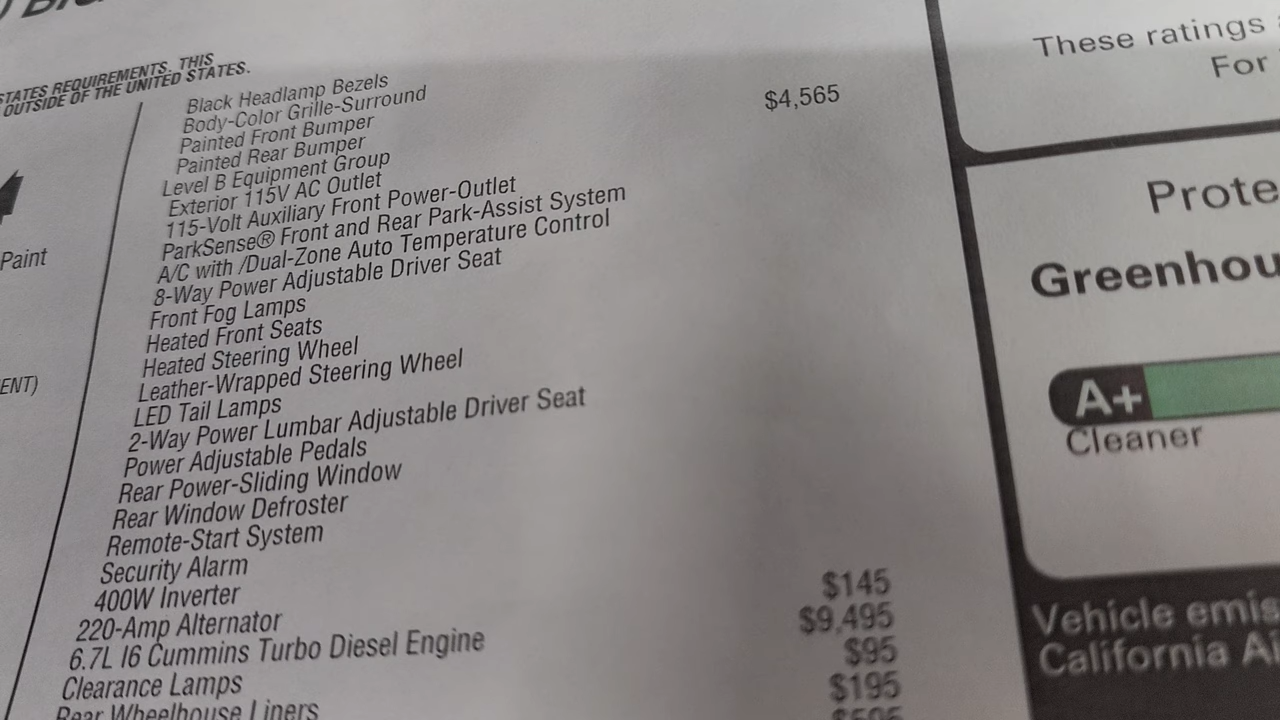 STATES REQUIREMENTS. THIS
OUTSIDE OF THE UNITED STATES.
Paint
ENT)
Black Headlamp Bezels
Body-Color Grille-Surround
Painted Front Bumper
Painted Rear Bumper
Level B Equipment Group $4,565
Exterior 115V AC Outlet
115-Volt Auxiliary Front Power-Outlet
ParkSense® Front and Rear Park-Assist System
A/C with /Dual-Zone Auto Temperature Control
8-Way Power Adjustable Driver Seat
Front Fog Lamps
Heated Front Seats
Heated Steering Wheel
Leather-Wrapped Steering Wheel
LED Tail Lamps
2-Way Power Lumbar Adjustable Driver Seat
Power Adjustable Pedals
Rear Power-Sliding Window
Rear Window Defroster
Remote-Start System
Security Alarm
400W Inverter
220-Amp Alternator $145
6.7L I6 Cummins Turbo Diesel Engine $9,495
Clearance Lamps $95
Rear Wheelhouse Liners $195
These ratings
For
Prote
Greenhou
A+
Cleaner
Vehicle emis
California Ai